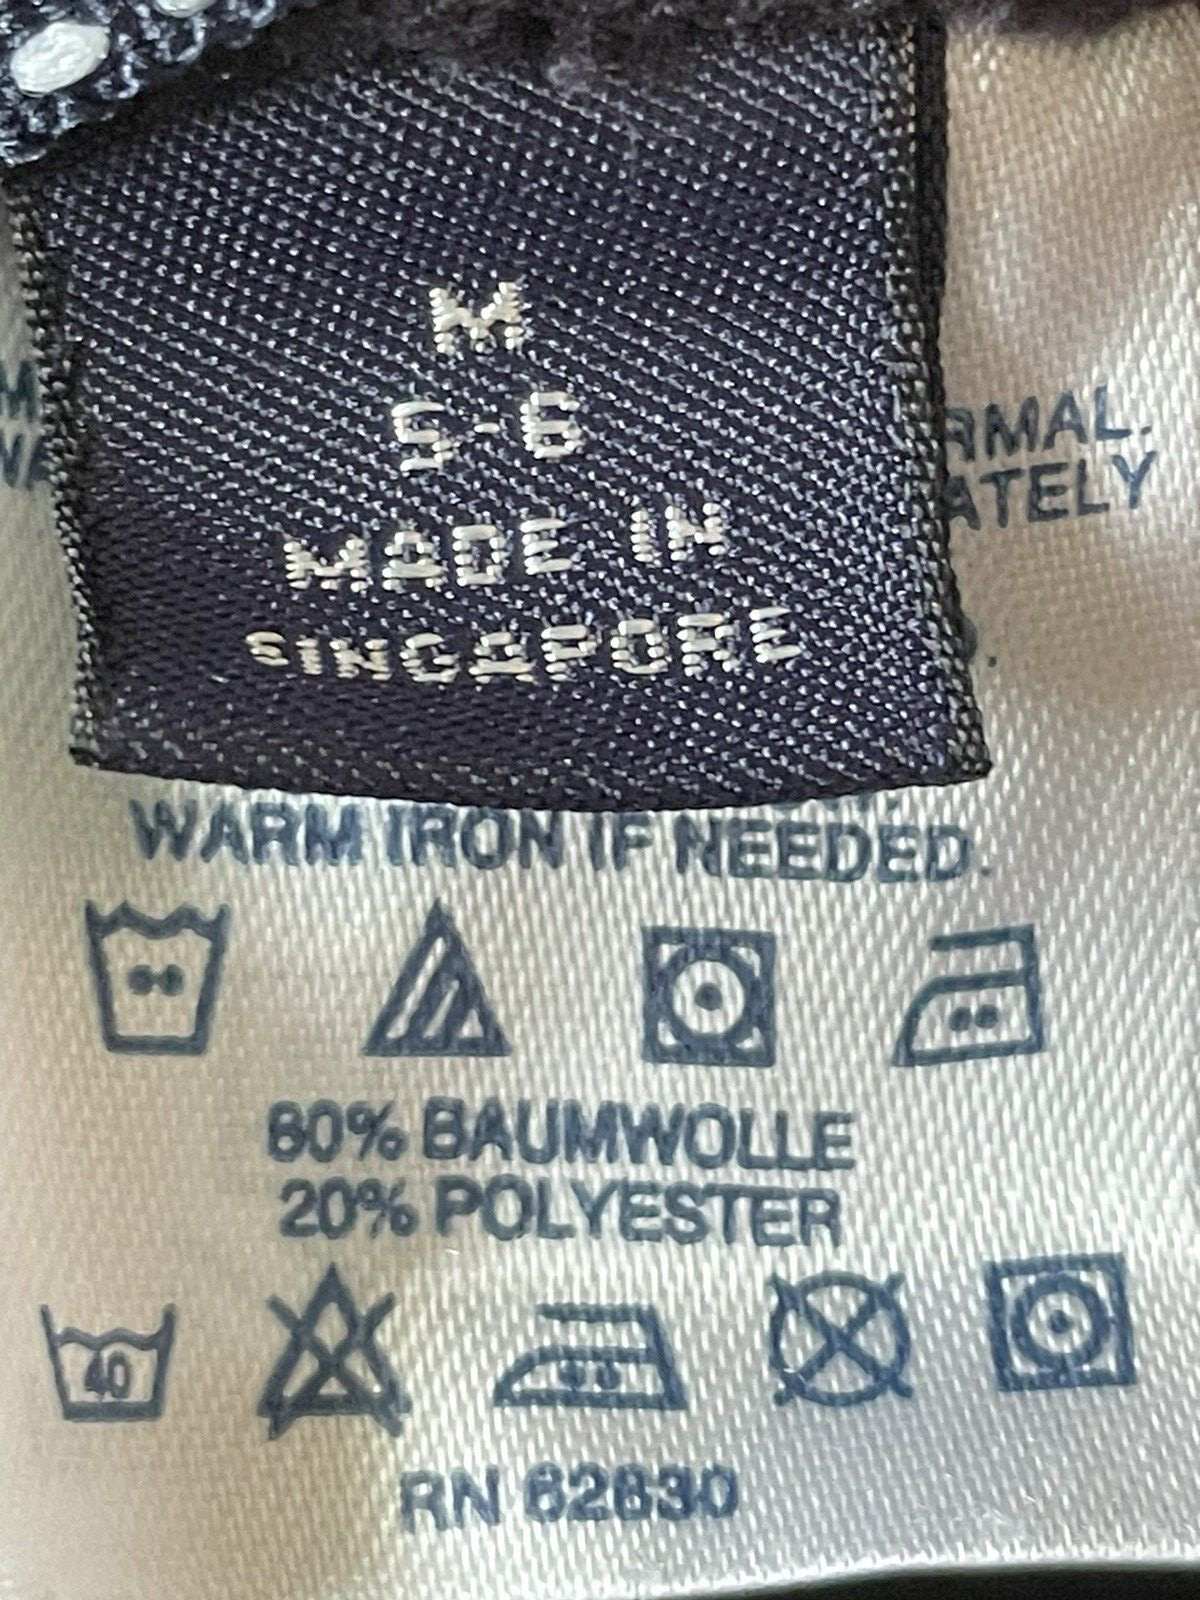 M
5-6
MADE IN
SINGAPORE
RMAL.
ATELY
WARM IRON IF NEEDED.
80% BAUMWOLLE
20% POLYESTER
40
RN 62830